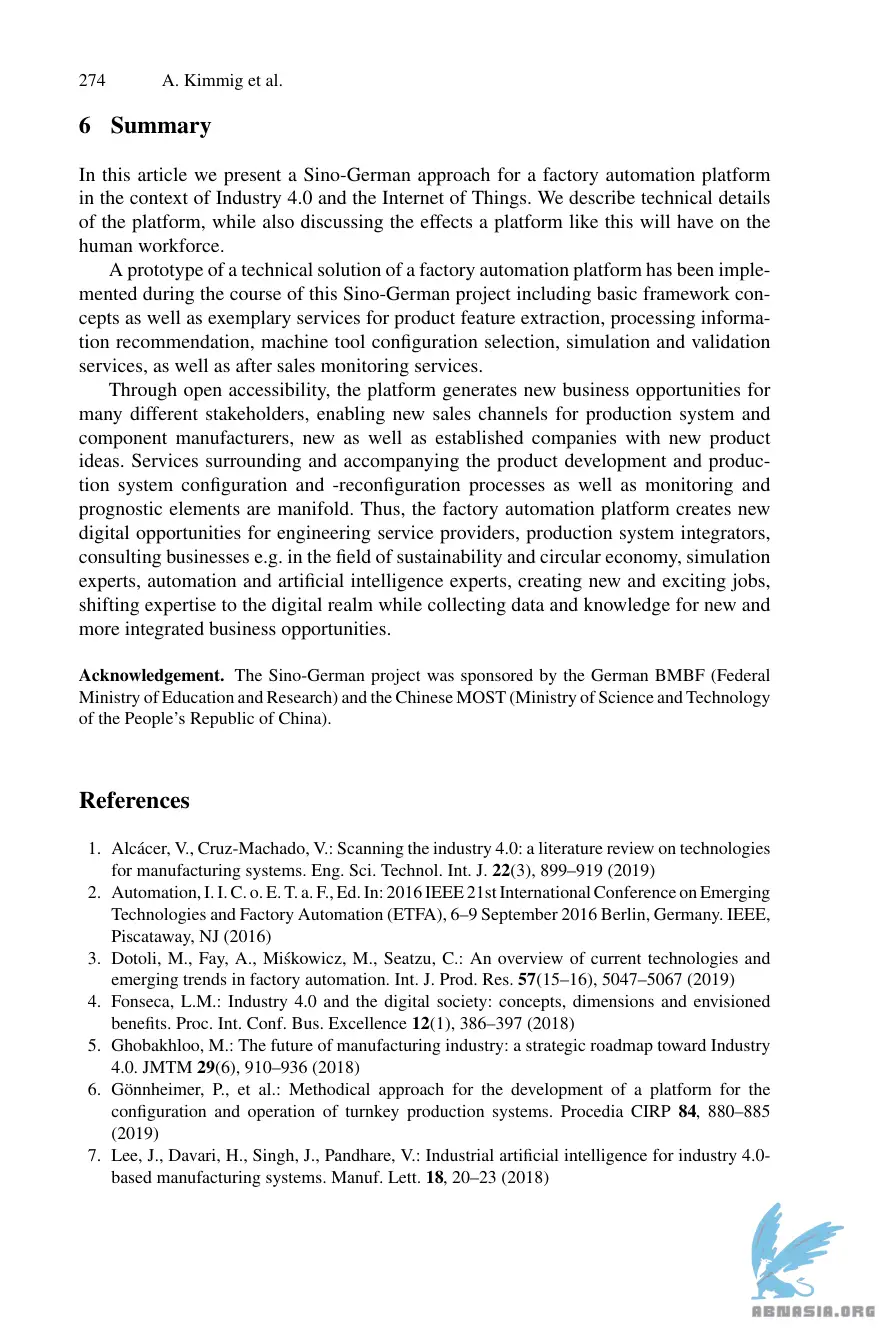 274 A. Kimmig et al.
6 Summary
In this article we present a Sino-German approach for a factory automation platform
in the context of Industry 4.0 and the Internet of Things. We describe technical details
of the platform, while also discussing the effects a platform like this will have on the
human workforce.
A prototype of a technical solution of a factory automation platform has been imple-
mented during the course of this Sino-German project including basic framework con-
cepts as well as exemplary services for product feature extraction, processing informa-
tion recommendation, machine tool configuration selection, simulation and validation
services, as well as after sales monitoring services.
Through open accessibility, the platform generates new business opportunities for
many different stakeholders, enabling new sales channels for production system and
component manufacturers, new as well as established companies with new product
ideas. Services surrounding and accompanying the product development and produc-
tion system configuration and -reconfiguration processes as well as monitoring and
prognostic elements are manifold. Thus, the factory automation platform creates new
digital opportunities for engineering service providers, production system integrators,
consulting businesses e.g. in the field of sustainability and circular economy, simulation
experts, automation and artificial intelligence experts, creating new and exciting jobs,
shifting expertise to the digital realm while collecting data and knowledge for new and
more integrated business opportunities.
Acknowledgement. The Sino-German project was sponsored by the German BMBF (Federal
Ministry of Education and Research) and the Chinese MOST (Ministry of Science and Technology
of the People's Republic of China).
References
1. Alcácer, V., Cruz-Machado, V.: Scanning the industry 4.0: a literature review on technologies
for manufacturing systems. Eng. Sci. Technol. Int. J. 22(3), 899–919 (2019)
2. Automation, I. I. C. o. E. T. a. F., Ed. In: 2016 IEEE 21st International Conference on Emerging
Technologies and Factory Automation (ETFA), 6–9 September 2016 Berlin, Germany. IEEE,
Piscataway, NJ (2016)
3. Dotoli, M., Fay, A., Miśkowicz, M., Seatzu, C.: An overview of current technologies and
emerging trends in factory automation. Int. J. Prod. Res. 57(15–16), 5047–5067 (2019)
4. Fonseca, L.M.: Industry 4.0 and the digital society: concepts, dimensions and envisioned
benefits. Proc. Int. Conf. Bus. Excellence 12(1), 386–397 (2018)
5. Ghobakhloo, M.: The future of manufacturing industry: a strategic roadmap toward Industry
4.0. JMTM 29(6), 910–936 (2018)
6. Gönnheimer, P., et al.: Methodical approach for the development of a platform for the
configuration and operation of turnkey production systems. Procedia CIRP 84, 880–885
(2019)
7. Lee, J., Davari, H., Singh, J., Pandhare, V.: Industrial artificial intelligence for industry 4.0-
based manufacturing systems. Manuf. Lett. 18, 20–23 (2018)
ABNASIA.ORG